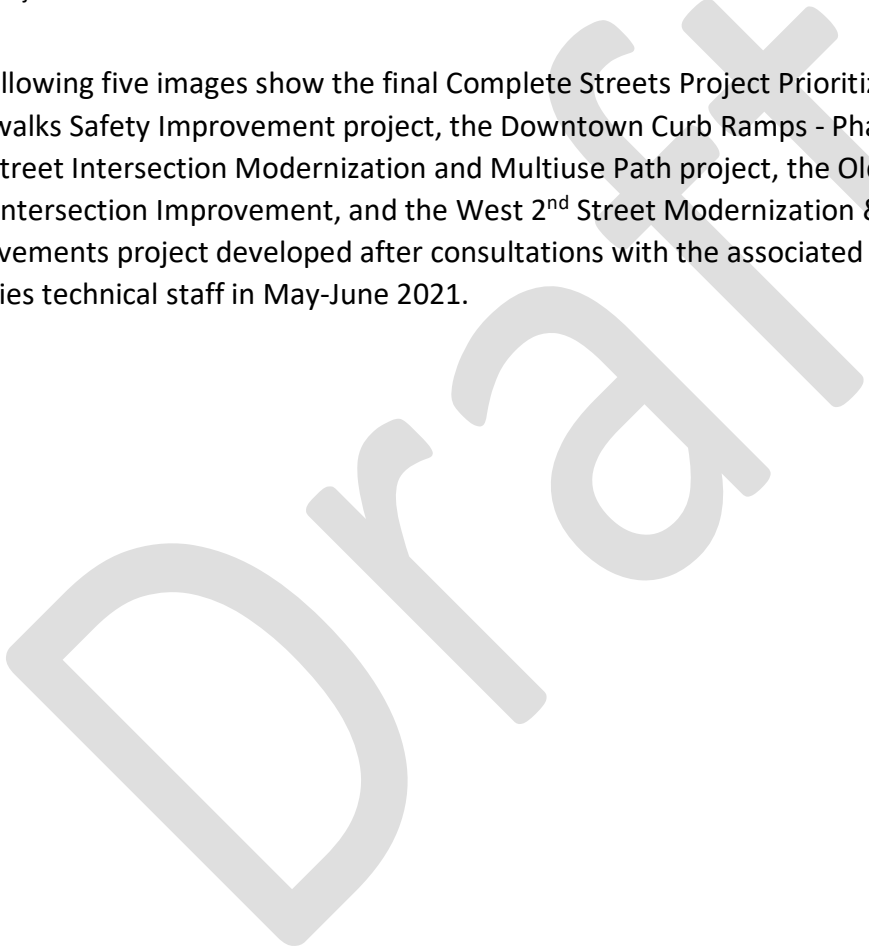 llowing five images show the final Complete Streets Project Prioritiz
walks Safety Improvement project, the Downtown Curb Ramps - Pha
treet Intersection Modernization and Multiuse Path project, the Ol
ntersection Improvement, and the West 2nd Street Modernization &
vements project developed after consultations with the associated
ies technical staff in May-June 2021.
Draft